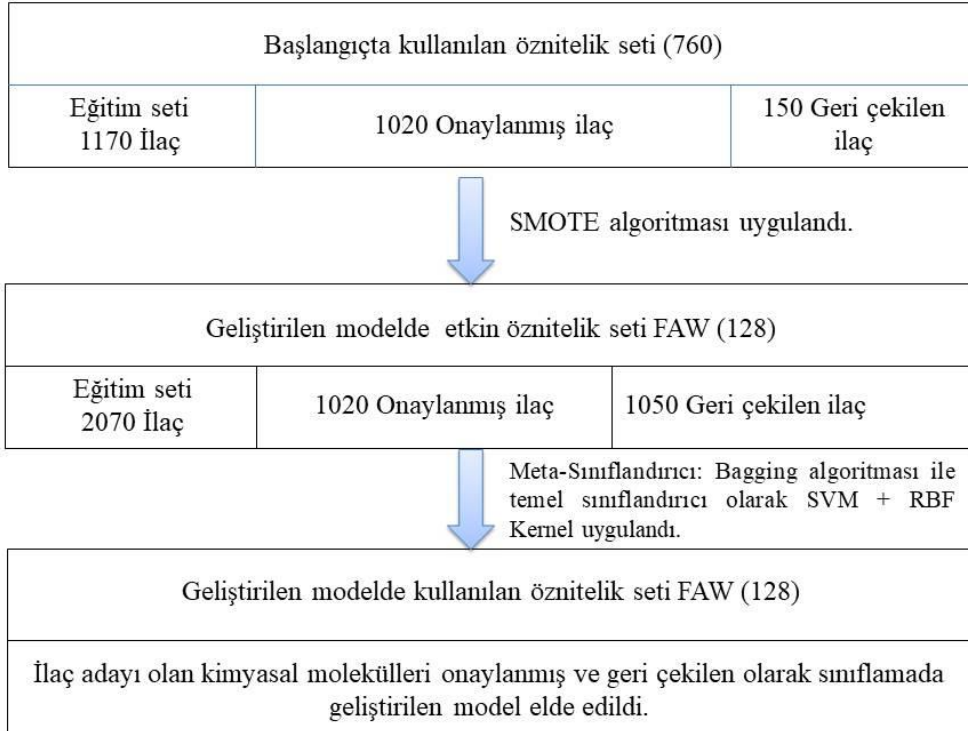 Başlangıçta kullanılan öznitelik seti (760)
Eğitim seti
1170 İlaç
1020 Onaylanmış ilaç
150 Geri çekilen
ilaç
SMOTE algoritması uygulandı.
Geliştirilen modelde etkin öznitelik seti FAW (128)
Eğitim seti
2070 İlaç
1020 Onaylanmış ilaç
1050 Geri çekilen ilaç
Meta-Sınıflandırıcı: Bagging algoritması ile
temel sınıflandırıcı olarak SVM + RBF
Kernel uygulandı.
Geliştirilen modelde kullanılan öznitelik seti FAW (128)
İlaç adayı olan kimyasal molekülleri onaylanmış ve geri çekilen olarak sınıflamada
geliştirilen model elde edildi.